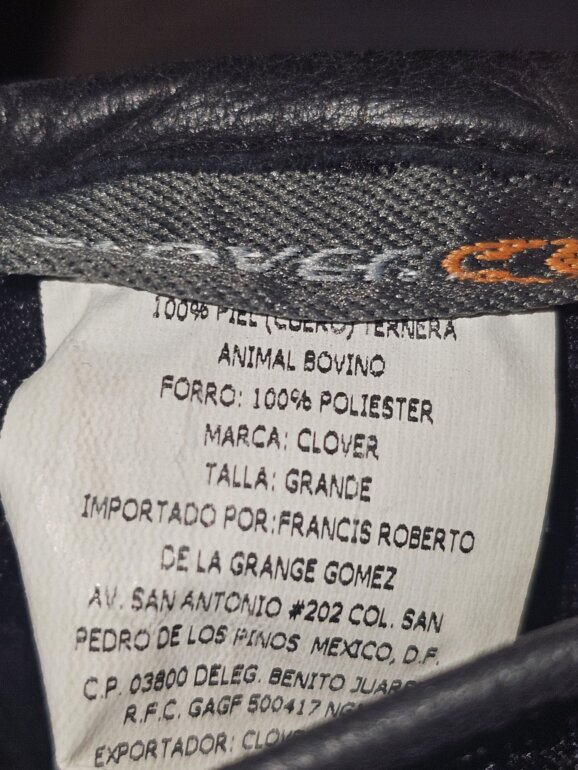 CLOVER
100% PIEL (CUERO) TERNERA
ANIMAL BOVINO
FORRO: 100% POLIESTER
MARCA: CLOVER
TALLA: GRANDE
IMPORTADO POR:FRANCIS ROBERTO
DE LA GRANGE GOMEZ
AV. SAN ANTONIO #202 COL. SAN
PEDRO DE LOS PINOS MEXICO, D.F.
C.P. 03800 DELEG. BENITO
R.F.C. GAGF 500417
EXPORTADOR: